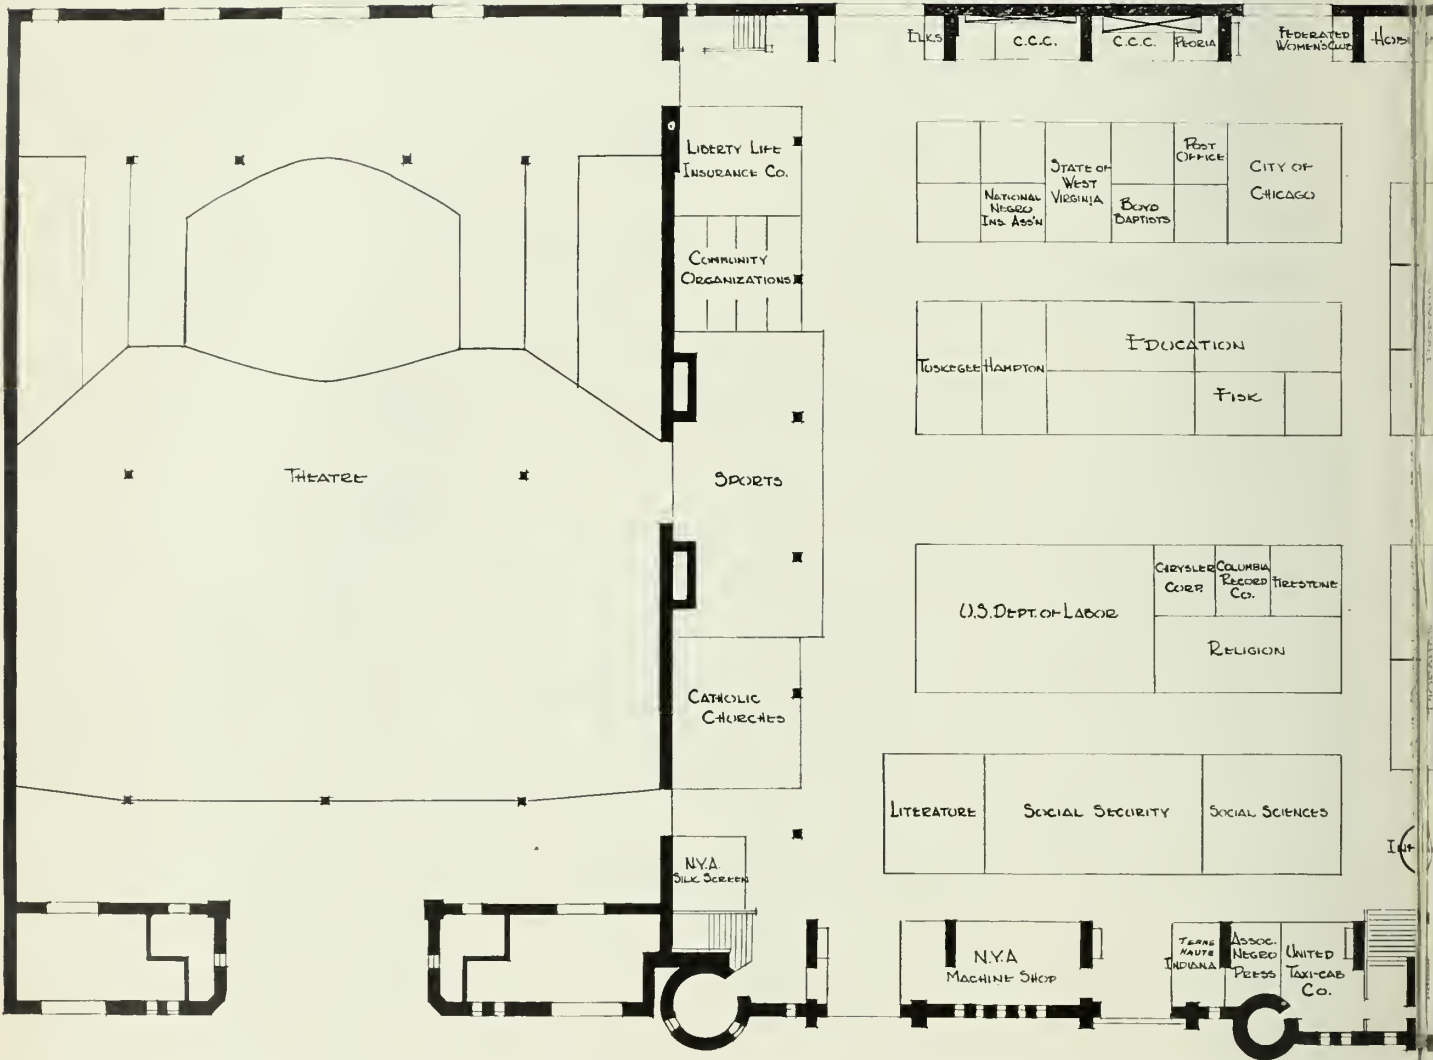 ELKS
C.C.C.
C.C.C.
PEORIA
FEDERATED
WOMEN'S CLUB
LIBERTY LIFE
INSURANCE CO.
COMMUNITY
ORGANIZATIONS
SPORTS
CATHOLIC
CHURCHES
N.Y.A.
SILK SCREEN
THEATRE
NATIONAL
NEGRO
INS. ASS'N
STATE OF
WEST
VIRGINIA
BOYD
BAPTISTS
POST
OFFICE
CITY OF
CHICAGO
TUSKEGEE
HAMPTON
EDUCATION
FISK
U.S. DEPT. OF LABOR
CHRYSLER
CORP.
COLUMBIA
RECORD
CO.
FIRESTONE
RELIGION
LITERATURE
SOCIAL SECURITY
SOCIAL SCIENCES
N.Y.A
MACHINE SHOP
TERRE
HAUTE
INDIANA
ASSOC.
NEGRO
PRESS
UNITED
TAXI-CAB
CO.